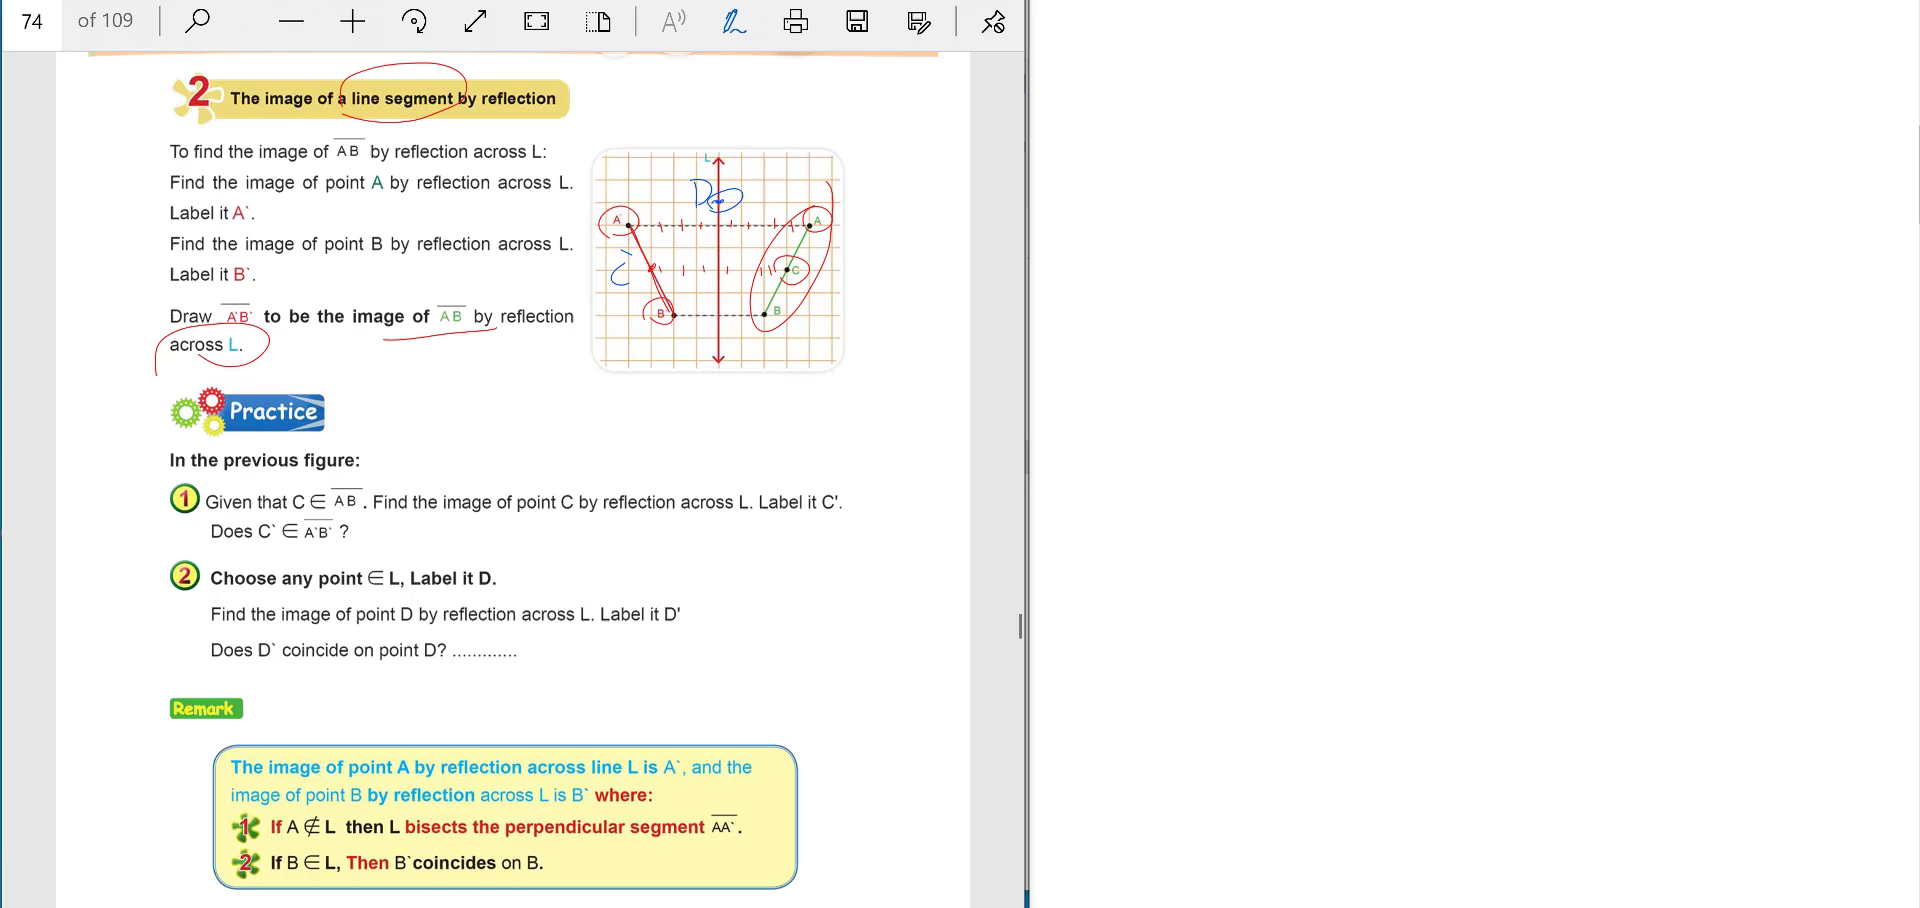 74 of 109
2 The image of a line segment by reflection
To find the image of AB by reflection across L:
Find the image of point A by reflection across L.
Label it A`.
Find the image of point B by reflection across L.
Label it B`.
Draw A`B` to be the image of AB by reflection
across L.
L
D
A` A
C` C
B` B
Practice
In the previous figure:
1 Given that C ∈ AB . Find the image of point C by reflection across L. Label it C'.
Does C` ∈ A`B` ?
2 Choose any point ∈ L, Label it D.
Find the image of point D by reflection across L. Label it D'
Does D` coincide on point D? .............
Remark
The image of point A by reflection across line L is A`, and the
image of point B by reflection across L is B` where:
1 If A ∉ L then L bisects the perpendicular segment AA`.
2 If B ∈ L, Then B`coincides on B.